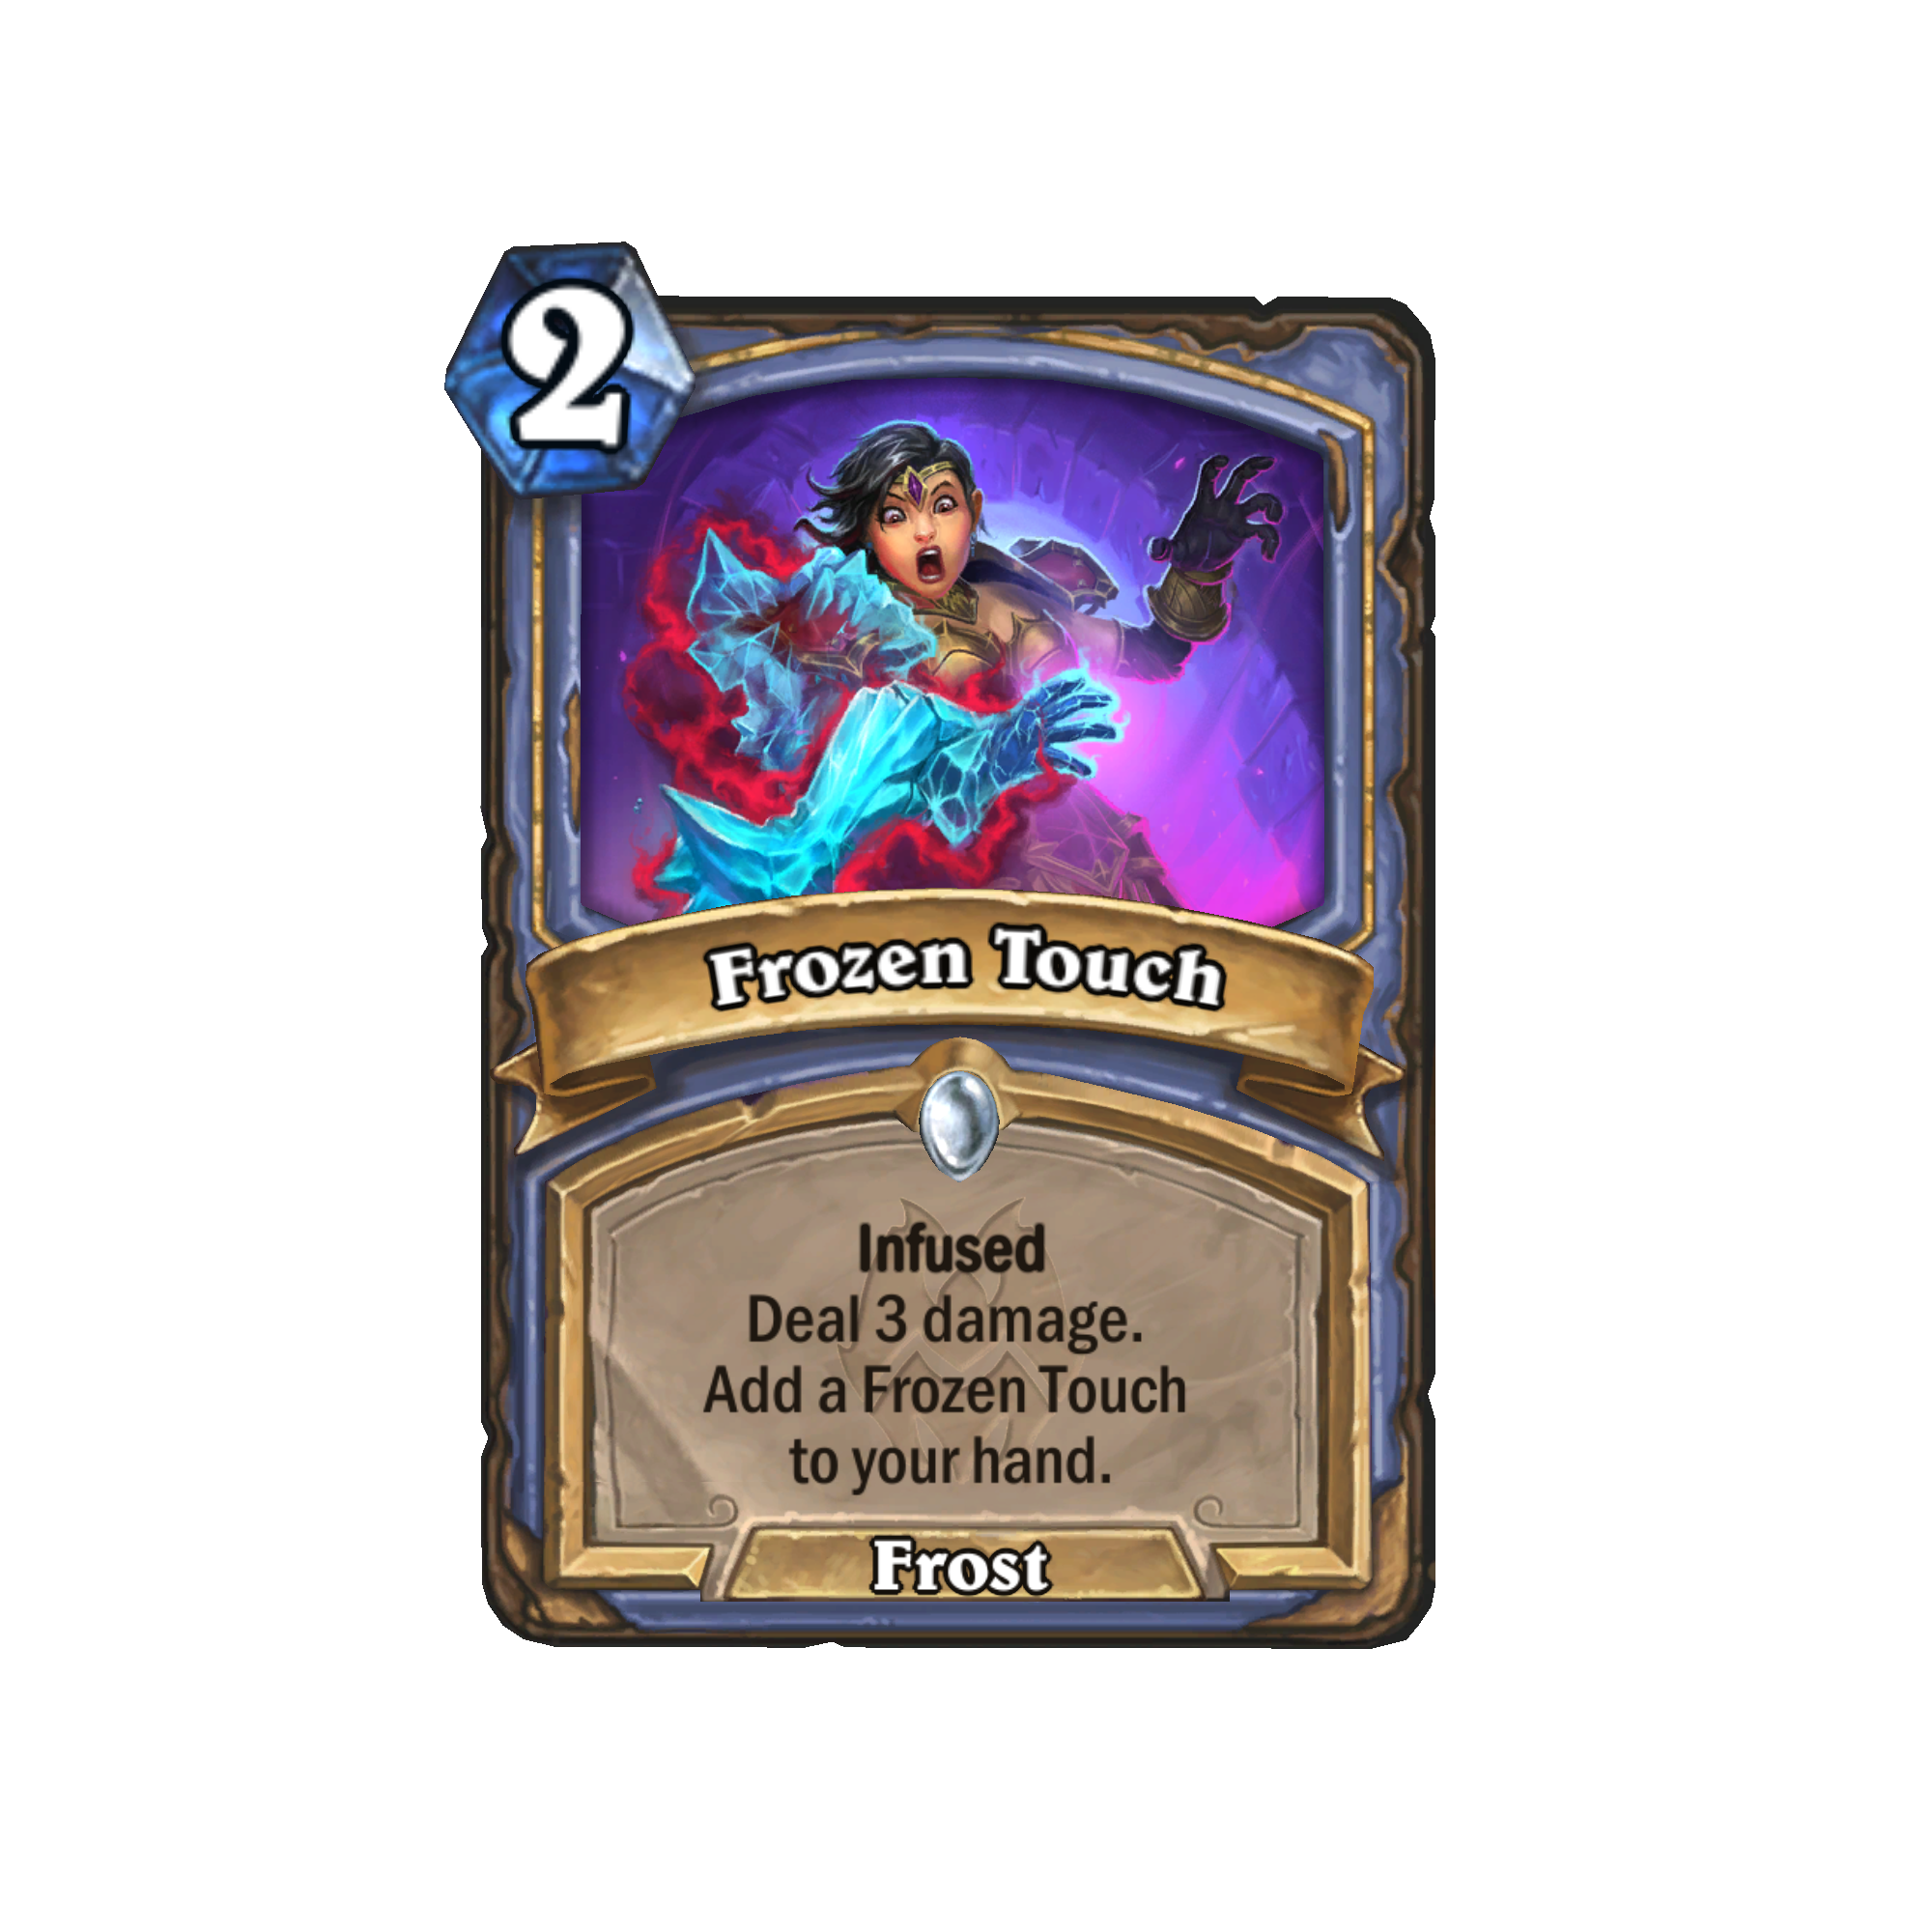 2
Frozen Touch
Infused
Deal 3 damage.
Add a Frozen Touch
to your hand.
Frost